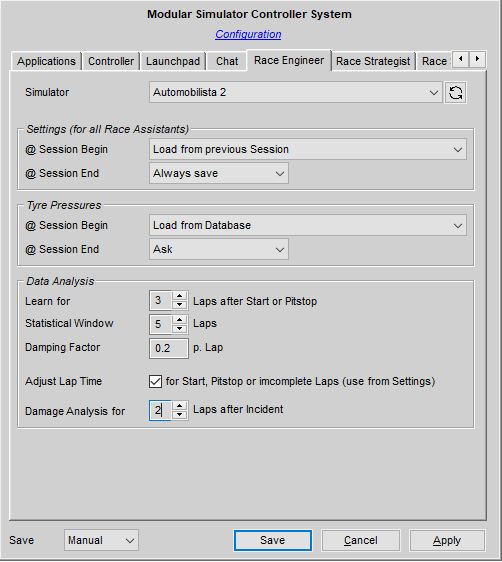 Modular Simulator Controller System
Configuration
Applications Controller Launchpad Chat Race Engineer Race Strategist Race
Simulator Automobilista 2
Settings (for all Race Assistants)
@ Session Begin Load from previous Session
@ Session End Always save
Tyre Pressures
@ Session Begin Load from Database
@ Session End Ask
Data Analysis
Learn for 3 Laps after Start or Pitstop
Statistical Window 5 Laps
Damping Factor 0.2 p. Lap
Adjust Lap Time for Start, Pitstop or imcomplete Laps (use from Settings)
Damage Analysis for 2 Laps after Incident
Save Manual Save Cancel Apply